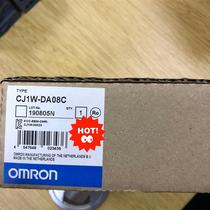 TYPE
CJ1W-DA08C
LOT No.
190805N
QTY.
1
Ro
HOT!
OMRON
OMRON MANUFACTURING OF THE NETHERLANDS B.V.
MADE IN THE NETHERLANDS